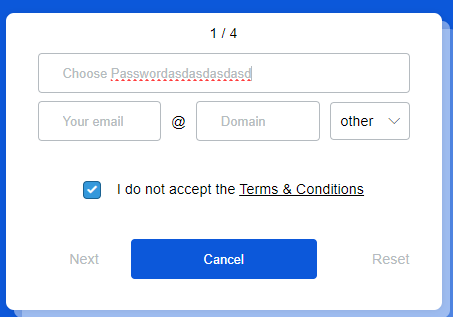 1 / 4
Choose Passwordasdasdasdasd
Your email @ Domain other
I do not accept the Terms & Conditions
Next Cancel Reset